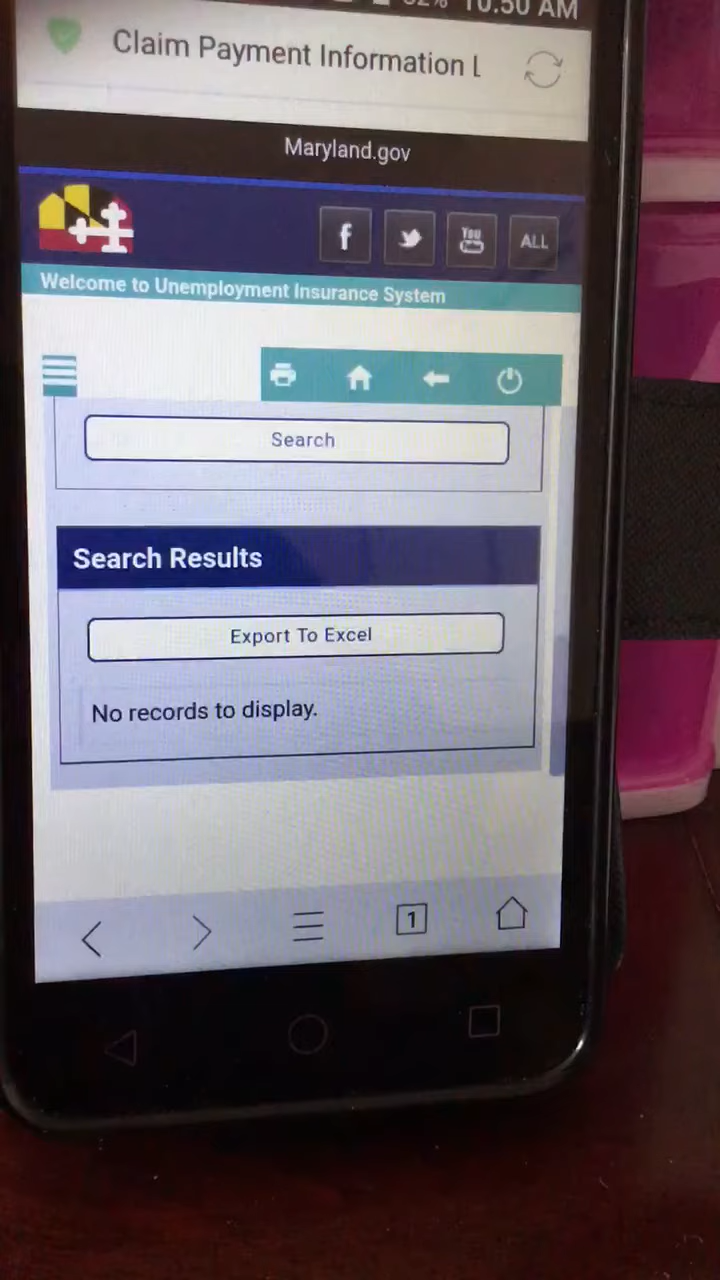 10:50 AM
Claim Payment Information
Maryland.gov
f
You
ALL
Welcome to Unemployment Insurance System
Search
Search Results
Export To Excel
No records to display.
1